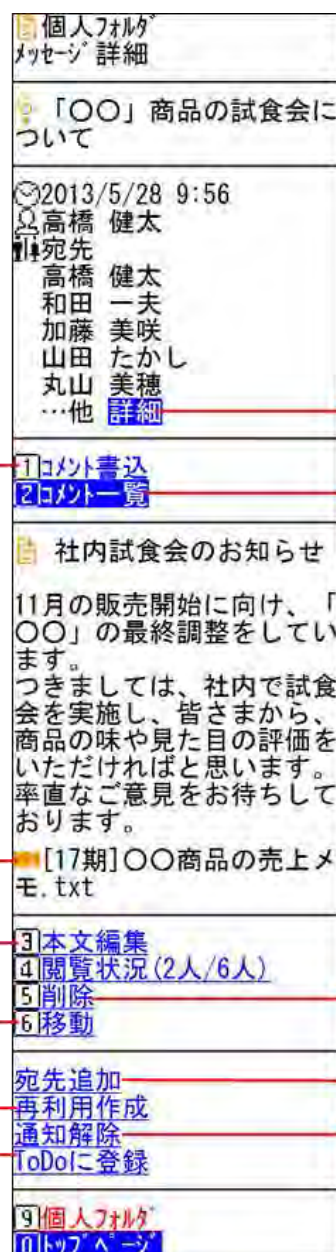 個人ﾌｫﾙﾀﾞ
ﾒｯｾｰｼﾞ詳細
「〇〇」商品の試食会に
ついて
2013/5/28 9:56
高橋 健太
宛先
高橋 健太
和田 一夫
加藤 美咲
山田 たかし
丸山 美穂
…他 詳細
1ｺﾒﾝﾄ書込
2ｺﾒﾝﾄ一覧
社内試食会のお知らせ
11月の販売開始に向け、「
〇〇」の最終調整をしてい
ます。
つきましては、社内で試食
会を実施し、皆さまから、
商品の味や見た目の評価を
いただければと思います。
率直なご意見をお待ちして
おります。
[17期]〇〇商品の売上メ
モ.txt
3本文編集
4閲覧状況(2人/6人)
5削除
6移動
宛先追加
再利用作成
通知解除
ToDoに登録
9個人ﾌｫﾙﾀﾞ
0ﾄｯﾌﾟﾍﾟｰｼﾞ